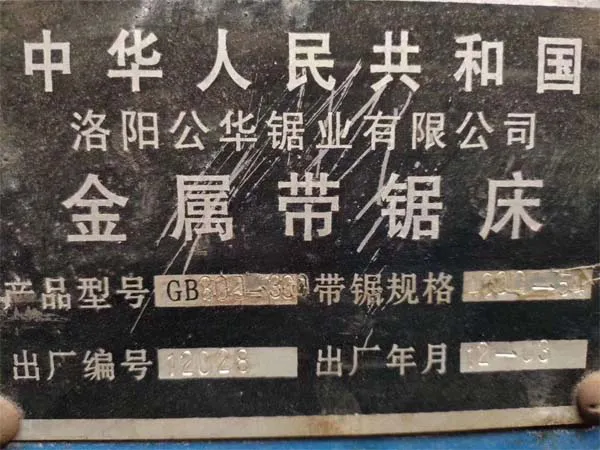 中华人民共和国
洛阳公华锯业有限公司
金属带锯床
产品型号 GB 带锯规格
出厂编号 12028 出厂年月 12-03